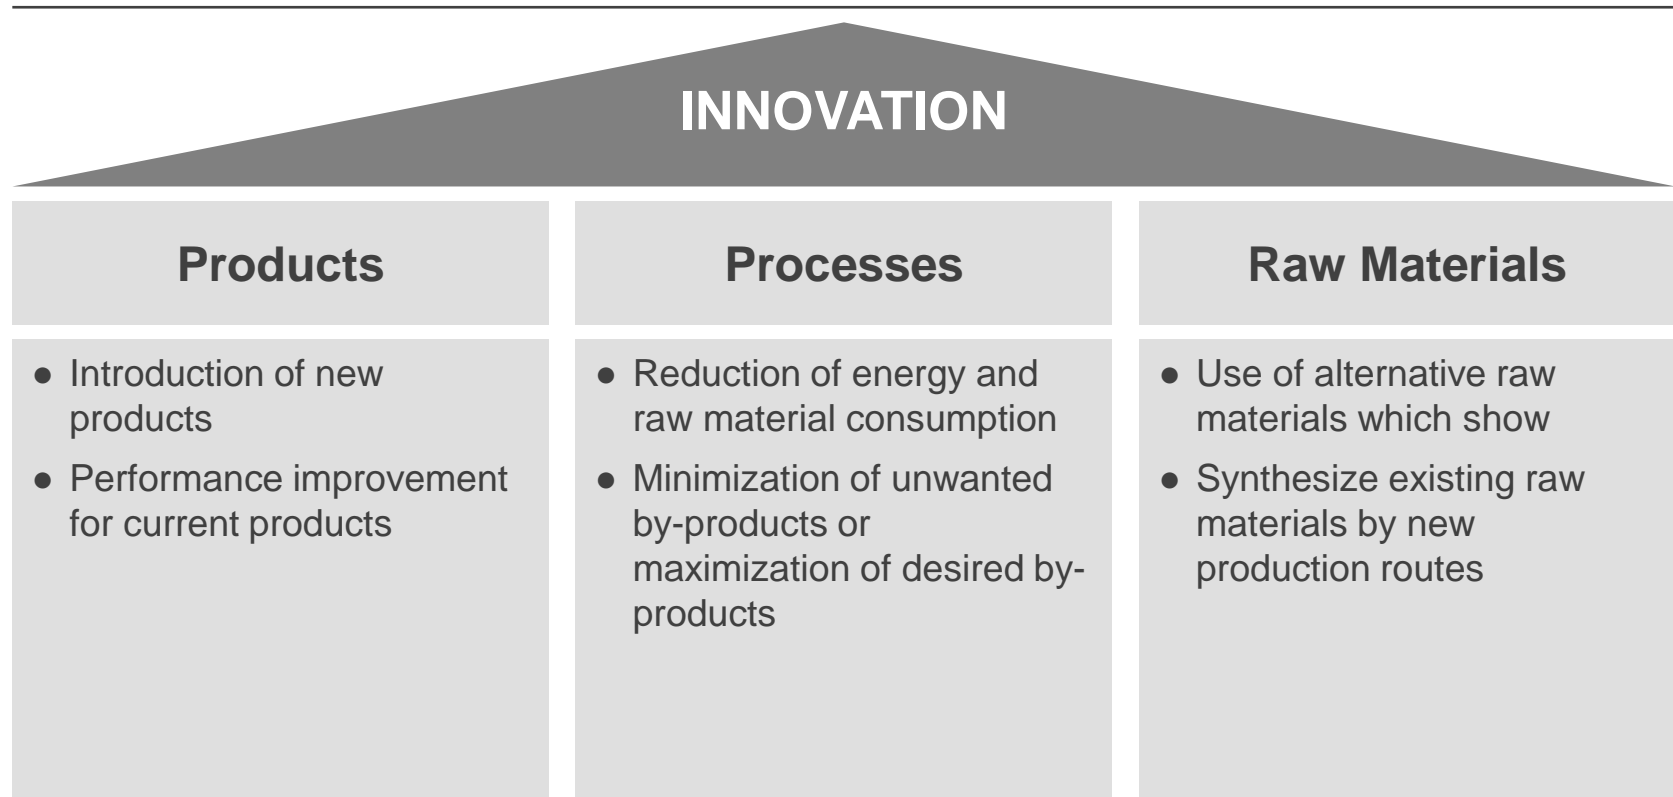 INNOVATION
Products
● Introduction of new
products
● Performance improvement
for current products
Processes
● Reduction of energy and
raw material consumption
● Minimization of unwanted
by-products or
maximization of desired by-
products
Raw Materials
● Use of alternative raw
materials which show
● Synthesize existing raw
materials by new
production routes